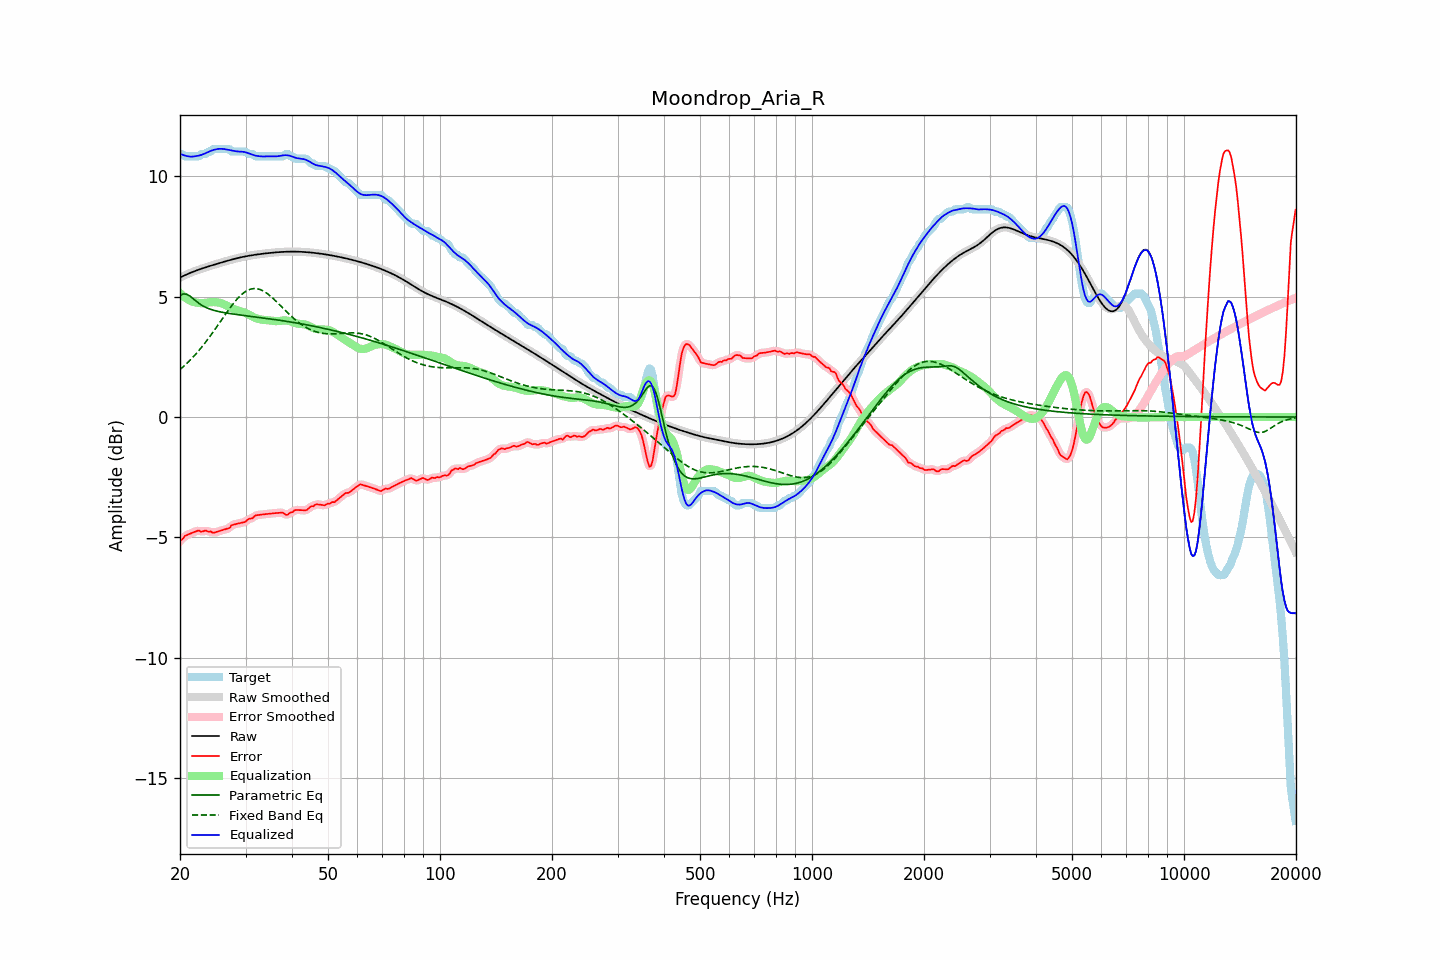 Moondrop_Aria_R
Amplitude (dBr)
10
5
0
−5
−10
−15
Target
Raw Smoothed
Error Smoothed
Raw
Error
Equalization
Parametric Eq
Fixed Band Eq
Equalized
20 50 100 200 500 1000 2000 5000 10000 20000
Frequency (Hz)